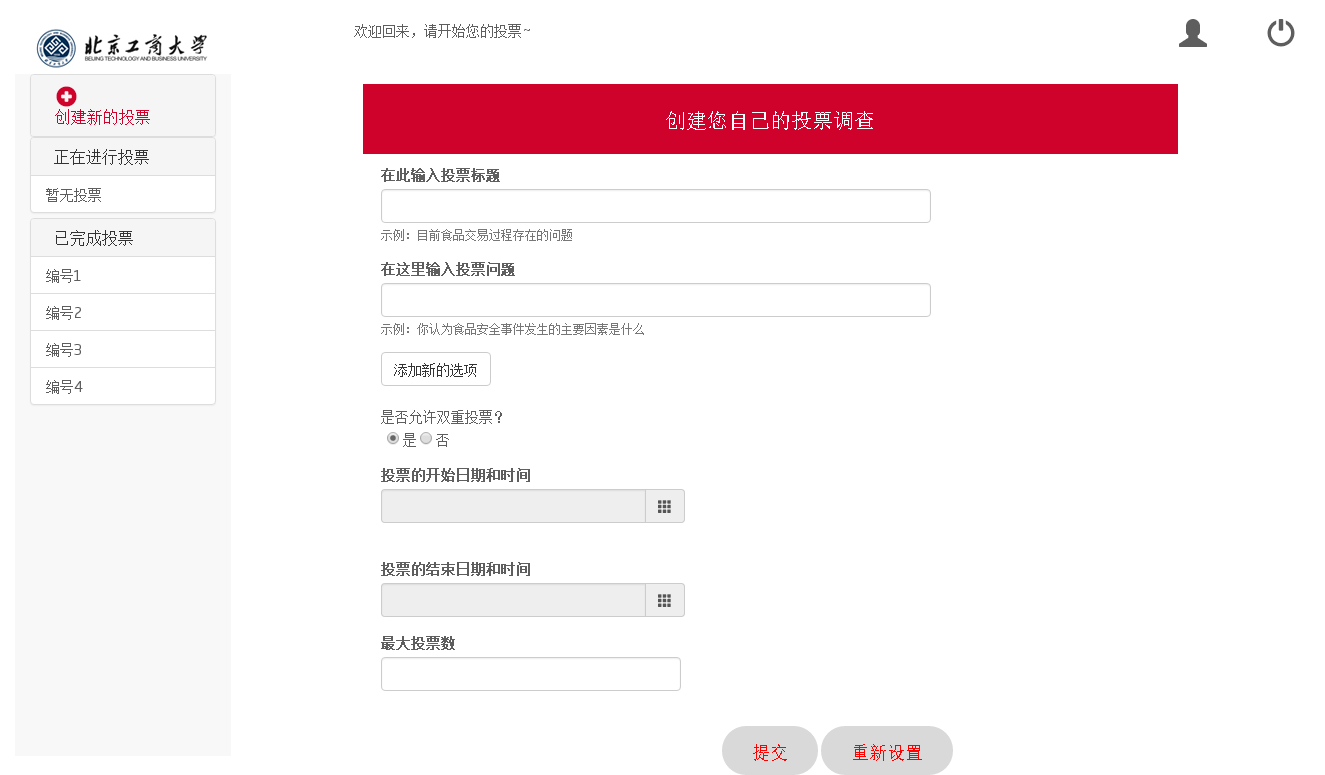 北京工商大学
BEIJING TECHNOLOGY AND BUSINESS UNIVERSITY
欢迎回来，请开始您的投票~
创建新的投票
正在进行投票
暂无投票
已完成投票
编号1
编号2
编号3
编号4
创建您自己的投票调查
在此输入投票标题
示例：目前食品交易过程存在的问题
在这里输入投票问题
示例：你认为食品安全事件发生的主要因素是什么
添加新的选项
是否允许双重投票？
是 否
投票的开始日期和时间
投票的结束日期和时间
最大投票数
提交 重新设置